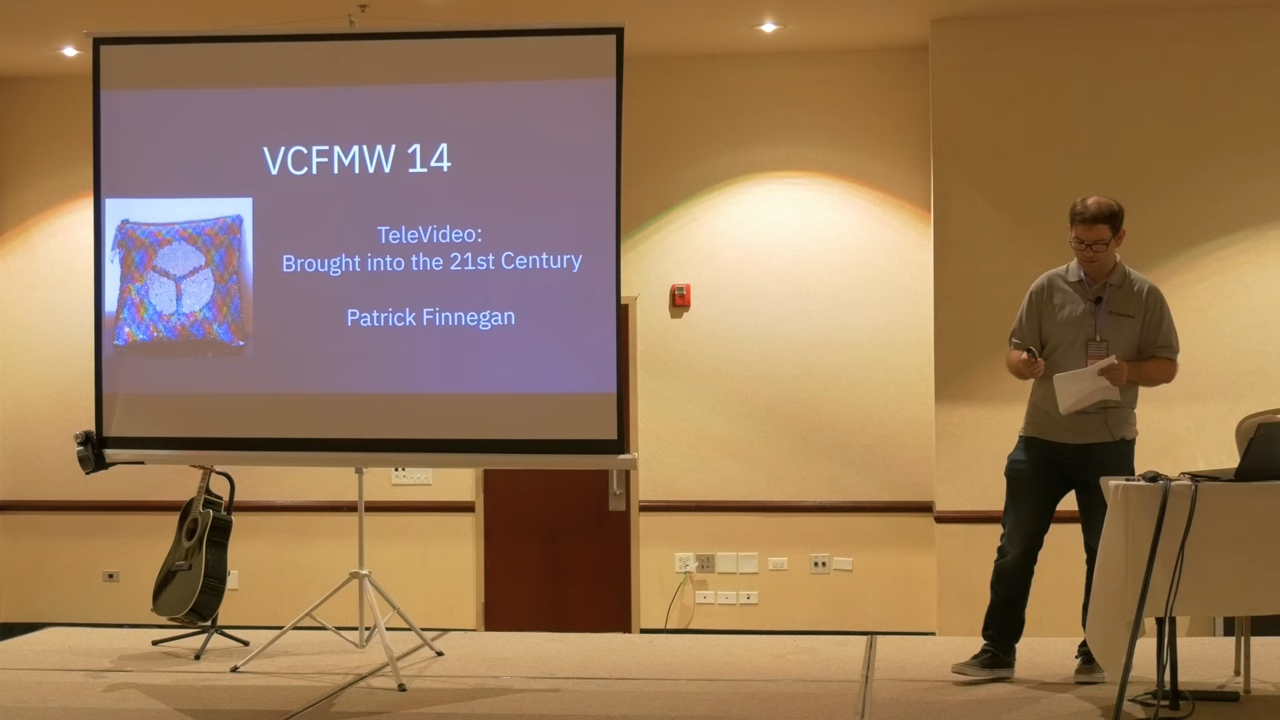 VCFMW 14
TeleVideo:
Brought into the 21st Century
Patrick Finnegan